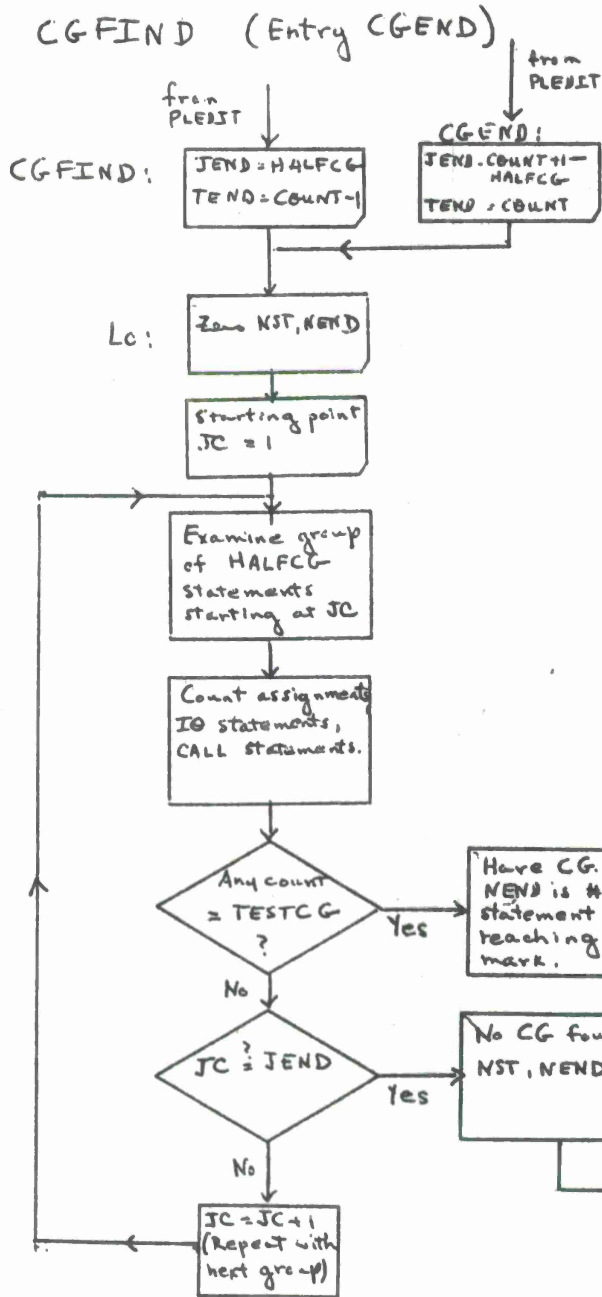 CGFIND (Entry CGEND)
from
PLEDIT
from
PLEDIT
CGFIND:
JEND=HALFCG
TEND=COUNT-1
CGEND:
JEND=COUNT+1-
HALFCG
TEND=COUNT
Lc:
Zero NST, NEND
Starting point
JC = 1
Examine group
of HALFCG
statements
starting at JC
Count assignments,
IO statements,
CALL statements.
Any count
= TESTCG
?
Yes
Have CG.
NEND is #
statement
reaching
mark.
No
JC ?= JEND
Yes
No CG fou
NST, NEND
No
JC = JC+1
(Repeat with
next group)